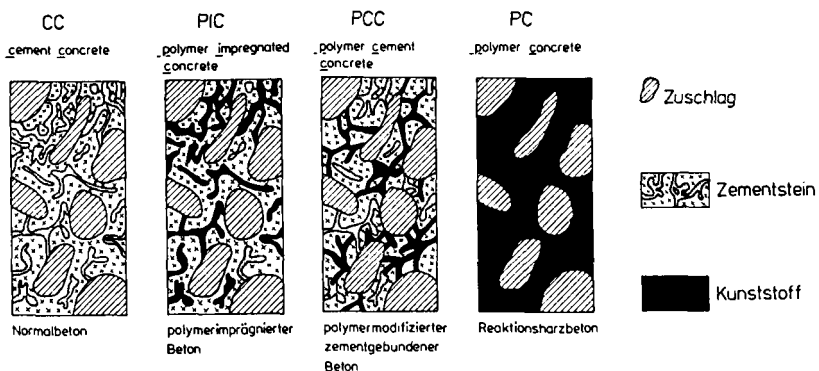 CC
cement concrete
Normalbeton
PIC
polymer impregnated
concrete
polymerimprägnierter
Beton
PCC
polymer cement
concrete
polymermodifizierter
zementgebundener
Beton
PC
polymer concrete
Reaktionsharzbeton
Zuschlag
Zementstein
Kunststoff